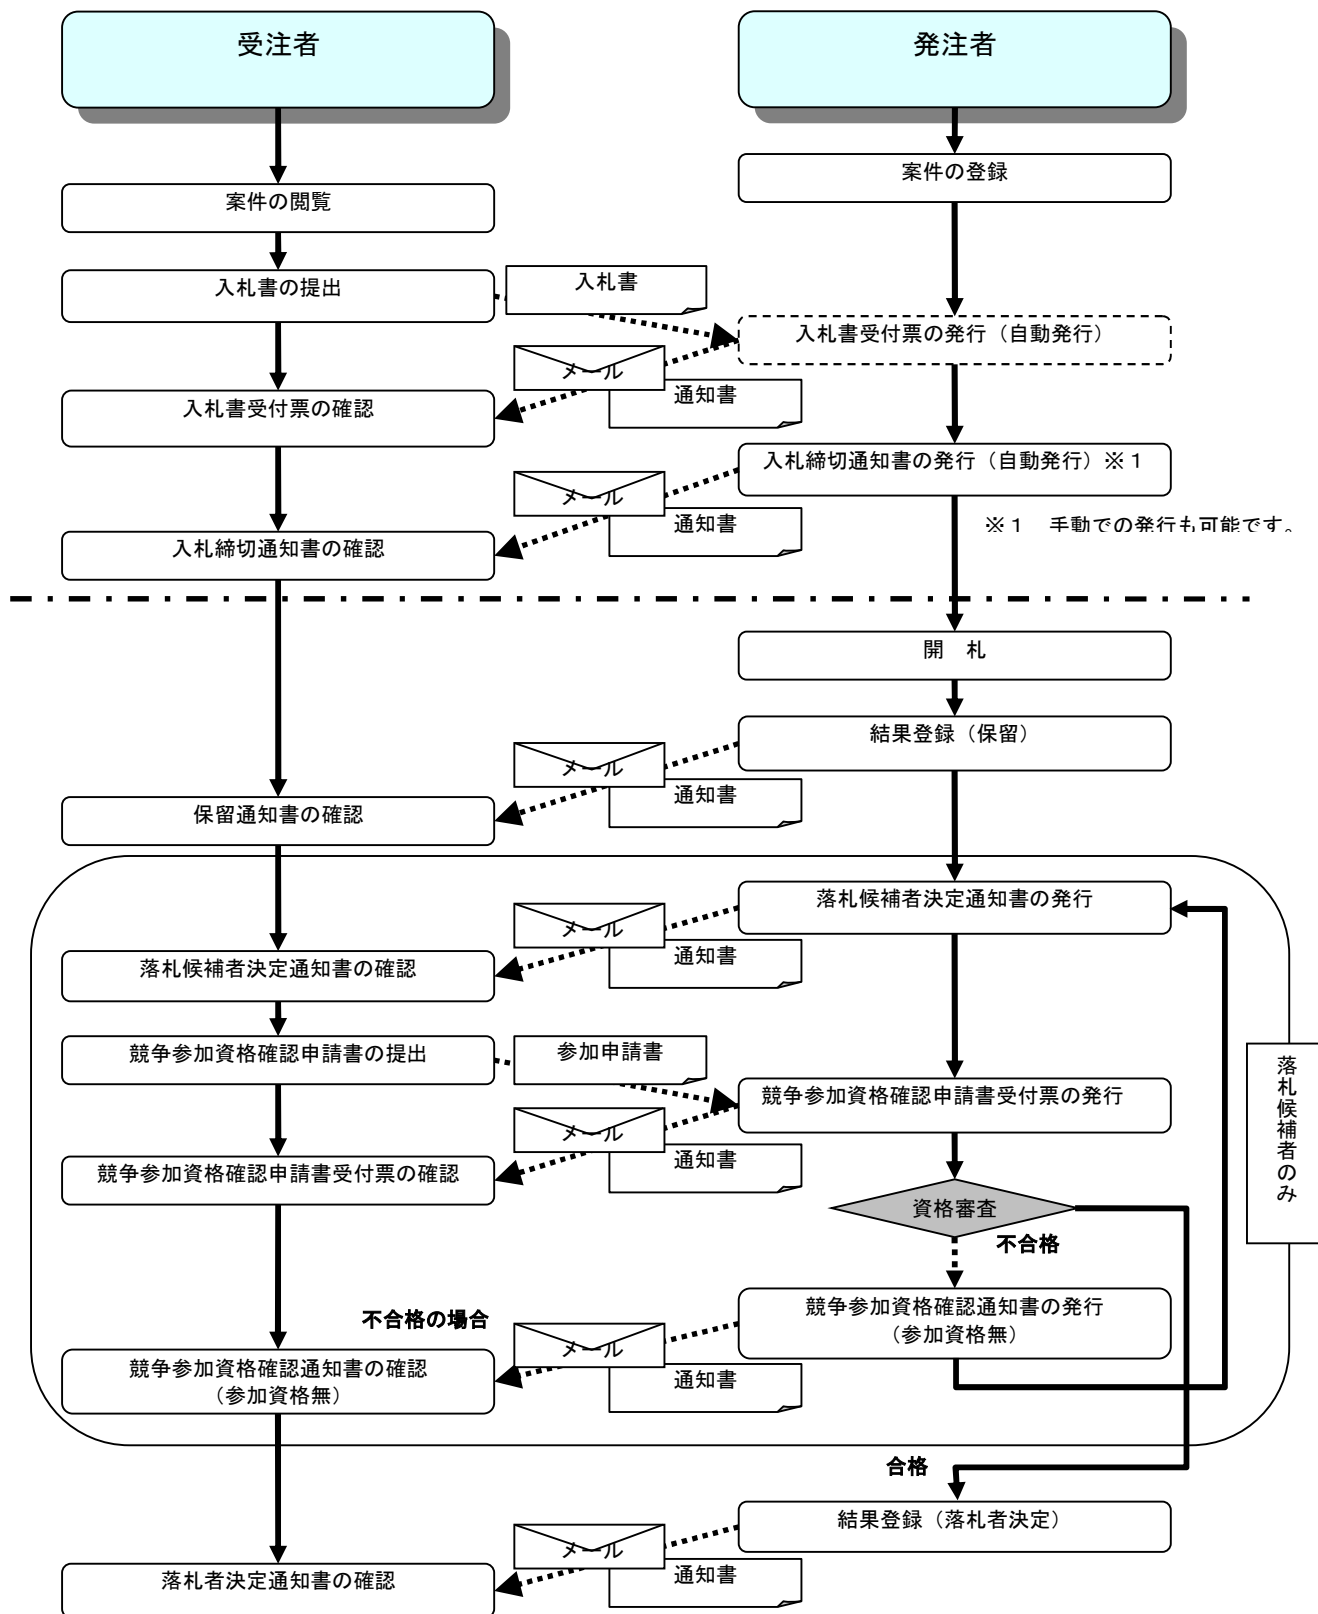 受注者
発注者
案件の登録
案件の閲覧
入札書の提出
入札書
入札書受付票の発行（自動発行）
メール
通知書
入札書受付票の確認
入札締切通知書の発行（自動発行）※１
メール
通知書
※１　手動での発行も可能です。
入札締切通知書の確認
開　札
結果登録（保留）
メール
通知書
保留通知書の確認
落札候補者決定通知書の発行
メール
通知書
落札候補者決定通知書の確認
競争参加資格確認申請書の提出
参加申請書
落札候補者のみ
競争参加資格確認申請書受付票の発行
メール
通知書
競争参加資格確認申請書受付票の確認
資格審査
不合格
競争参加資格確認通知書の発行
（参加資格無）
不合格の場合
メール
通知書
競争参加資格確認通知書の確認
（参加資格無）
合格
結果登録（落札者決定）
メール
通知書
落札者決定通知書の確認